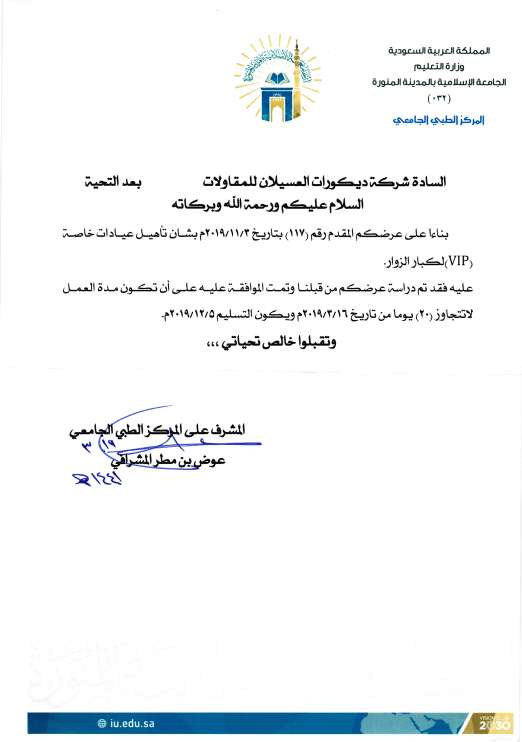 المملكة العربية السعودية
وزارة التعليم
الجامعة الإسلامية بالمدينة المنورة
(٠٣٢)
المركز الطبي الجامعي
السادة شركة ديكورات العسيلان للمقاولات بعد التحية
السلام عليكم ورحمة الله وبركاته
بناءا على عرضكم المقدم رقم (١١٧) بتاريخ ٢٠١٩/١١/٣م بشان تأهيل عيادات خاصة
(VIP)لكبار الزوار.
عليه فقد تم دراسة عرضكم من قبلنا وتمت الموافقة عليه على أن تكون مدة العمل
لاتتجاوز (٢٠) يوما من تاريخ ٢٠١٩/٣/١٦م ويكون التسليم ٢٠١٩/١٢/٥م.
وتقبلوا خالص تحياتي ،،،
المشرف على المركز الطبي الجامعي
٣ / ١٩
عوض بن مطر المشرافي
١٤٤١هـ
iu.edu.sa
VISION
2030